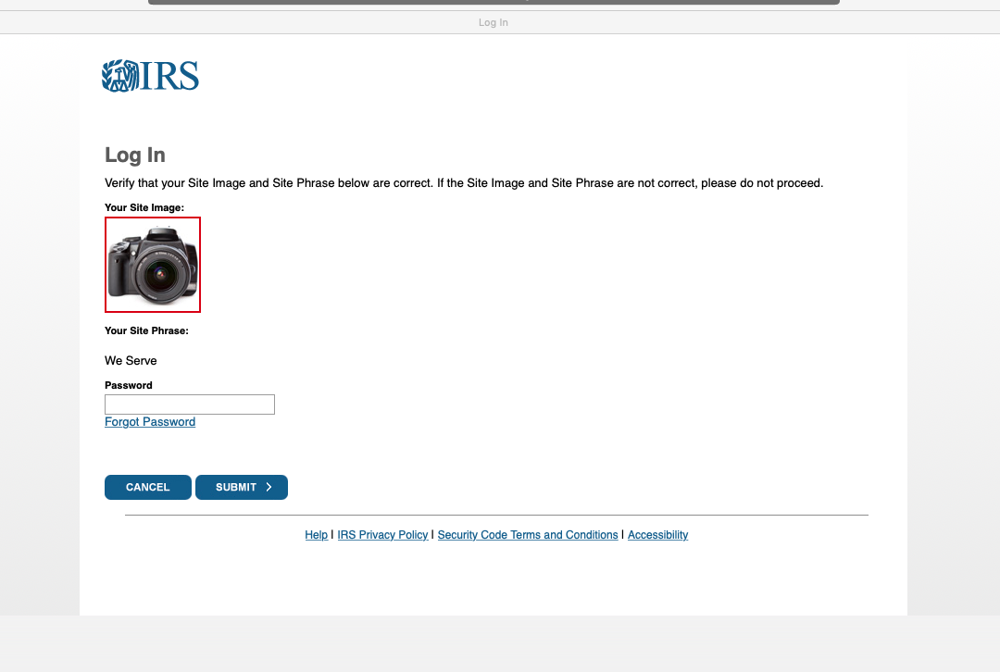 Log In
IRS
Log In
Verify that your Site Image and Site Phrase below are correct. If the Site Image and Site Phrase are not correct, please do not proceed.
Your Site Image:
Your Site Phrase:
We Serve
Password
Forgot Password
CANCEL SUBMIT
Help | IRS Privacy Policy | Security Code Terms and Conditions | Accessibility